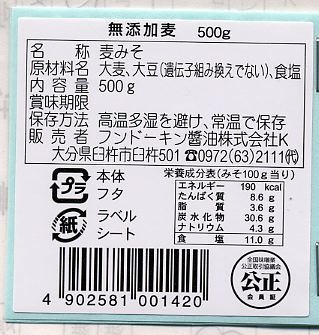 無添加麦 500g
名称 麦みそ
原材料名 大麦、大豆(遺伝子組み換えでない)、食塩
内容量 500g
賞味期限
保存方法 高温多湿を避け、常温で保存
販売者 フンドーキン醬油株式会社K
大分県臼杵市臼杵501 ☎0972(63)2111㈹
プラ 本体
フタ
紙 ラベル
シート
栄養成分表(みそ100g当り)
エネルギー 190 kcal
たんぱく質 8.6 g
脂質 3.6 g
炭水化物 30.6 g
ナトリウム 4.3 g
食塩 11.0 g
全国味噌業
公正取引協議会
公正
会員証
4 902581 001420